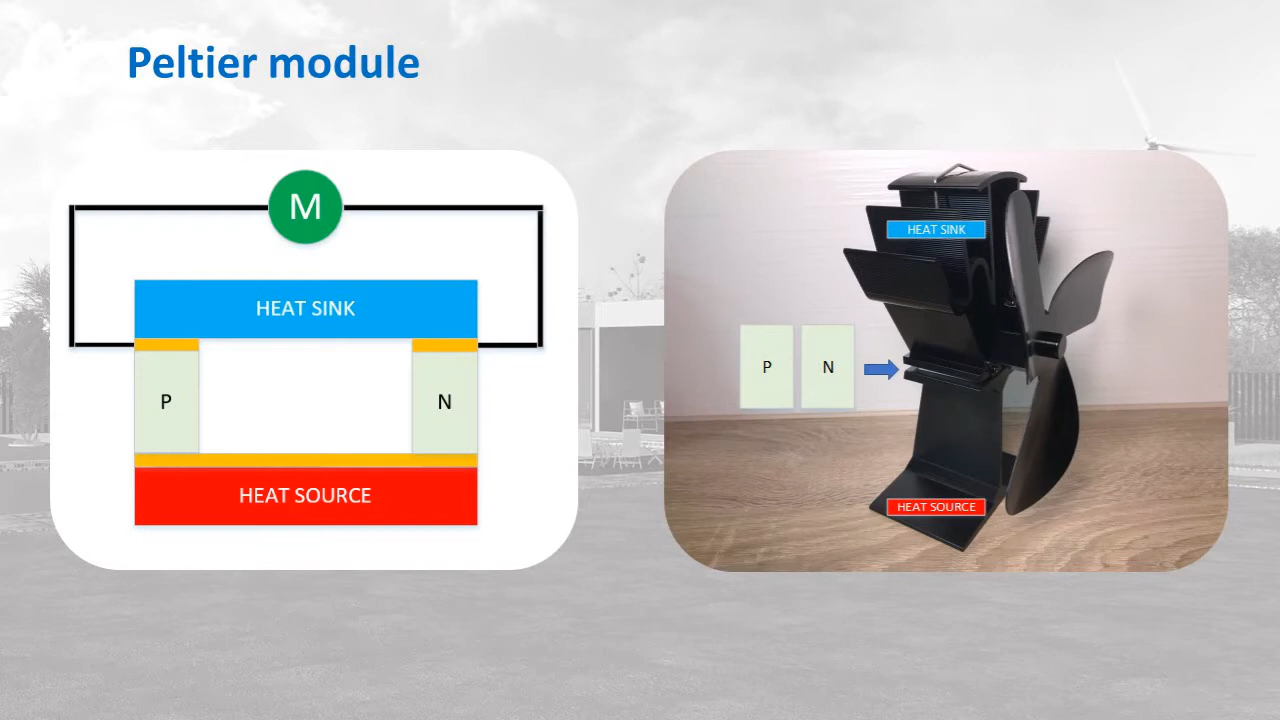 Peltier module
M
HEAT SINK
P
N
HEAT SOURCE
HEAT SINK
P
N
HEAT SOURCE